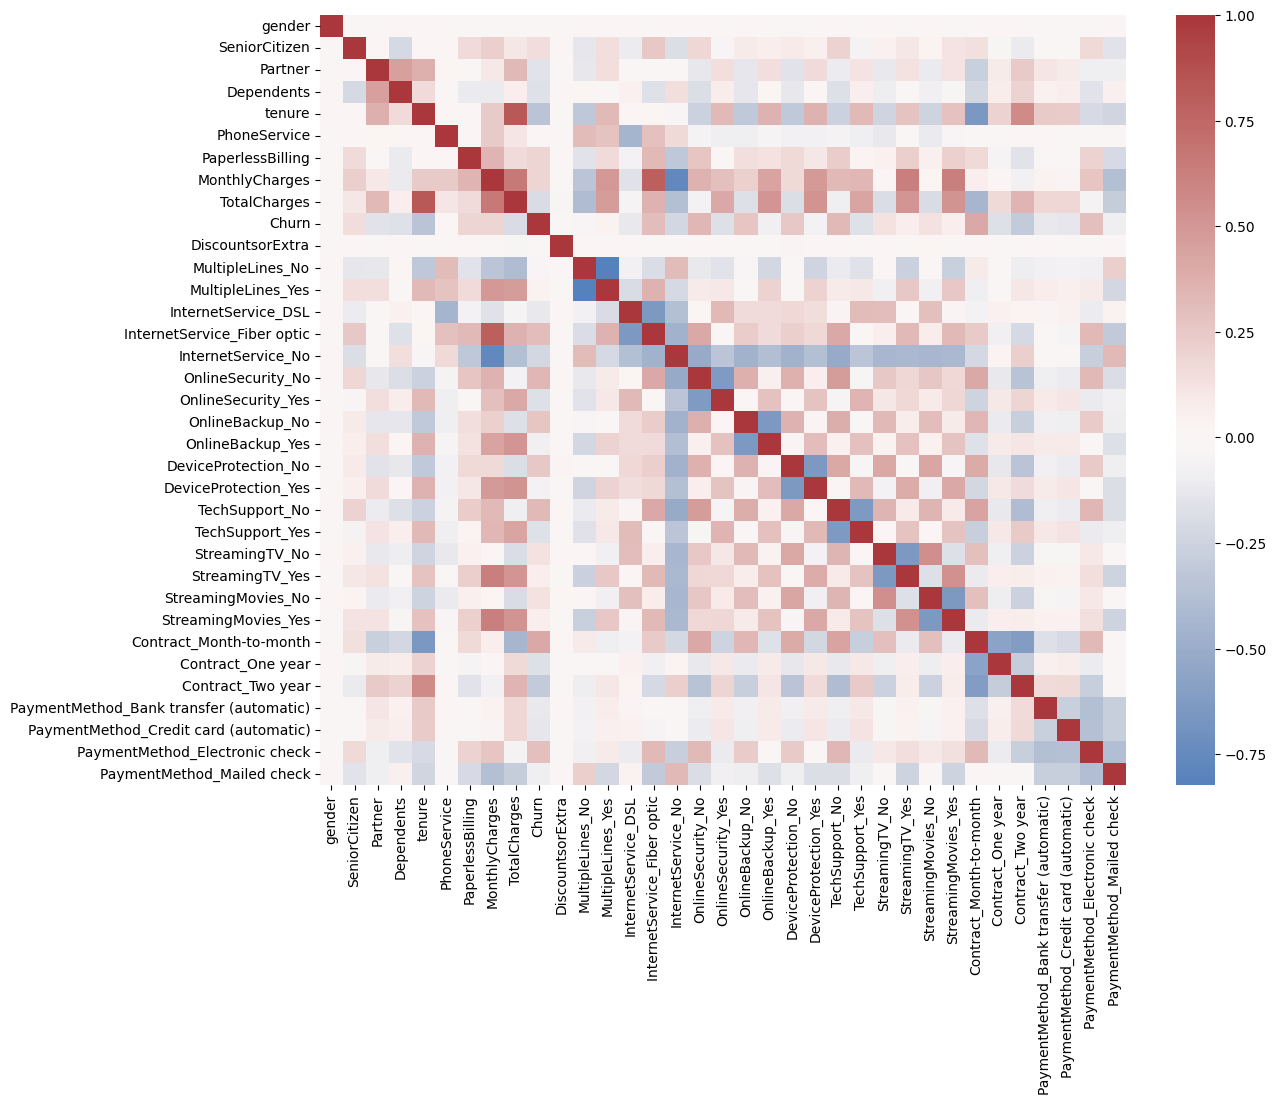 gender
SeniorCitizen
Partner
Dependents
tenure
PhoneService
PaperlessBilling
MonthlyCharges
TotalCharges
Churn
DiscountsorExtra
MultipleLines_No
MultipleLines_Yes
InternetService_DSL
InternetService_Fiber optic
InternetService_No
OnlineSecurity_No
OnlineSecurity_Yes
OnlineBackup_No
OnlineBackup_Yes
DeviceProtection_No
DeviceProtection_Yes
TechSupport_No
TechSupport_Yes
StreamingTV_No
StreamingTV_Yes
StreamingMovies_No
StreamingMovies_Yes
Contract_Month-to-month
Contract_One year
Contract_Two year
PaymentMethod_Bank transfer (automatic)
PaymentMethod_Credit card (automatic)
PaymentMethod_Electronic check
PaymentMethod_Mailed check
gender
SeniorCitizen
Partner
Dependents
tenure
PhoneService
PaperlessBilling
MonthlyCharges
TotalCharges
Churn
DiscountsorExtra
MultipleLines_No
MultipleLines_Yes
InternetService_DSL
InternetService_Fiber optic
InternetService_No
OnlineSecurity_No
OnlineSecurity_Yes
OnlineBackup_No
OnlineBackup_Yes
DeviceProtection_No
DeviceProtection_Yes
TechSupport_No
TechSupport_Yes
StreamingTV_No
StreamingTV_Yes
StreamingMovies_No
StreamingMovies_Yes
Contract_Month-to-month
Contract_One year
Contract_Two year
PaymentMethod_Bank transfer (automatic)
PaymentMethod_Credit card (automatic)
PaymentMethod_Electronic check
PaymentMethod_Mailed check
1.00
0.75
0.50
0.25
0.00
−0.25
−0.50
−0.75